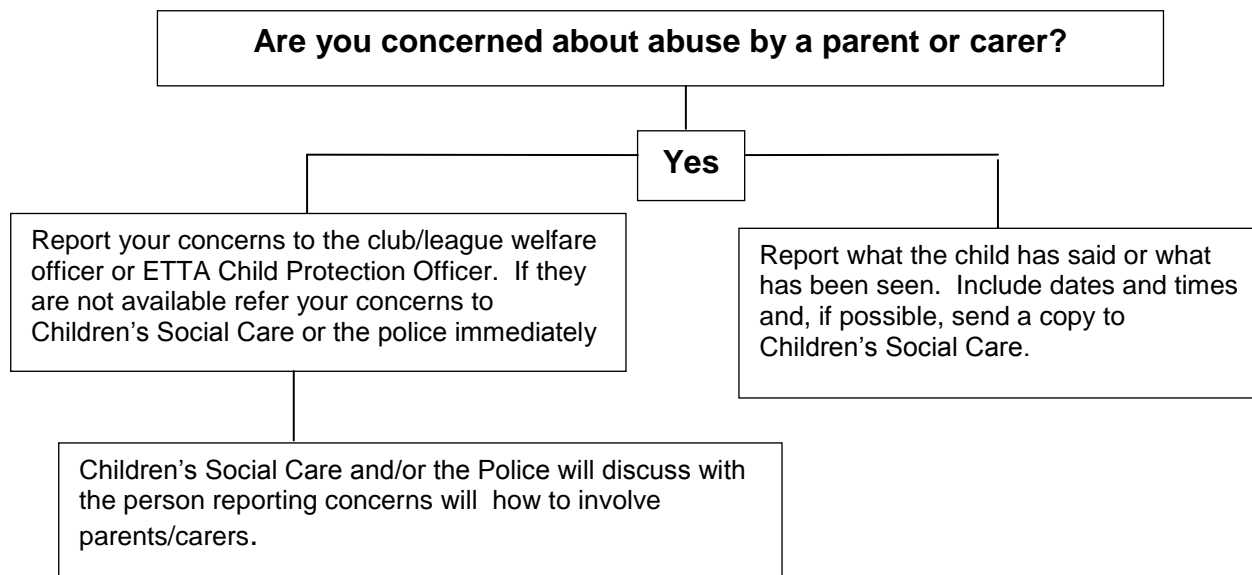 Are you concerned about abuse by a parent or carer?
Yes
Report your concerns to the club/league welfare
officer or ETTA Child Protection Officer.  If they
are not available refer your concerns to
Children’s Social Care or the police immediately
Report what the child has said or what
has been seen.  Include dates and times
and, if possible, send a copy to
Children’s Social Care.
Children’s Social Care and/or the Police will discuss with
the person reporting concerns will  how to involve
parents/carers.